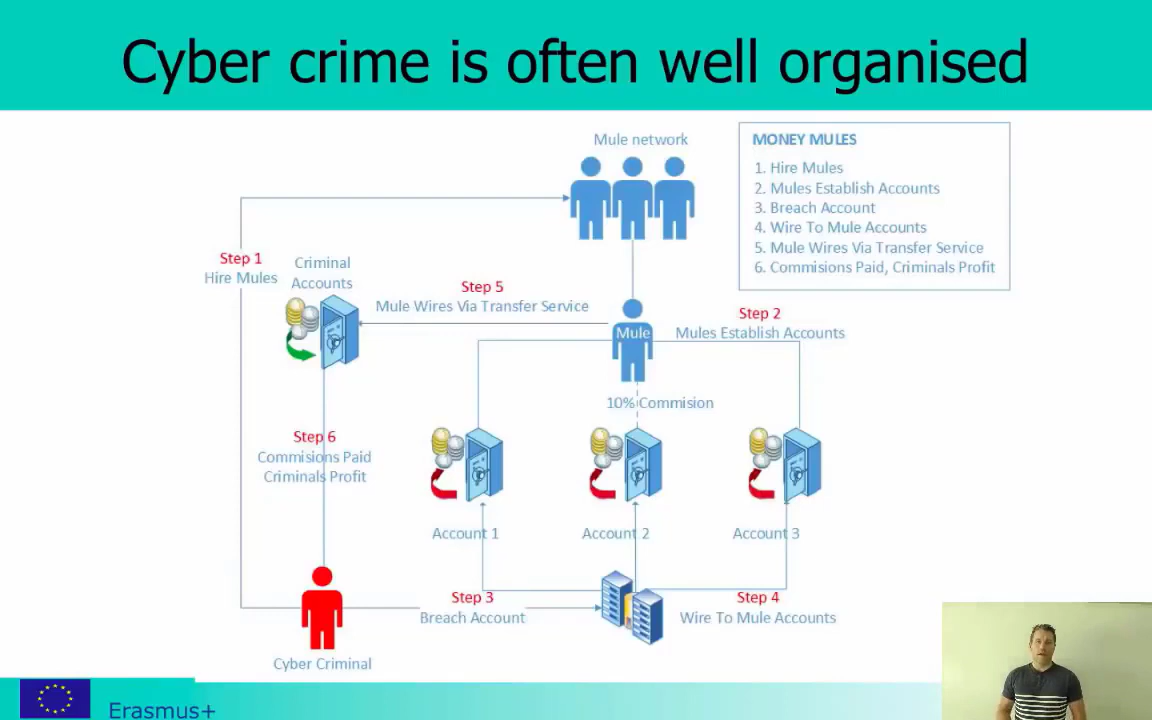 Cyber crime is often well organised
Mule network
MONEY MULES
1. Hire Mules
2. Mules Establish Accounts
3. Breach Account
4. Wire To Mule Accounts
5. Mule Wires Via Transfer Service
6. Commisions Paid, Criminals Profit
Step 1
Hire Mules
Criminal
Accounts
Step 5
Mule Wires Via Transfer Service
Mule
Step 2
Mules Establish Accounts
10% Commision
Step 6
Commisions Paid
Criminals Profit
Account 1
Account 2
Account 3
Step 3
Breach Account
Step 4
Wire To Mule Accounts
Cyber Criminal
Erasmus+